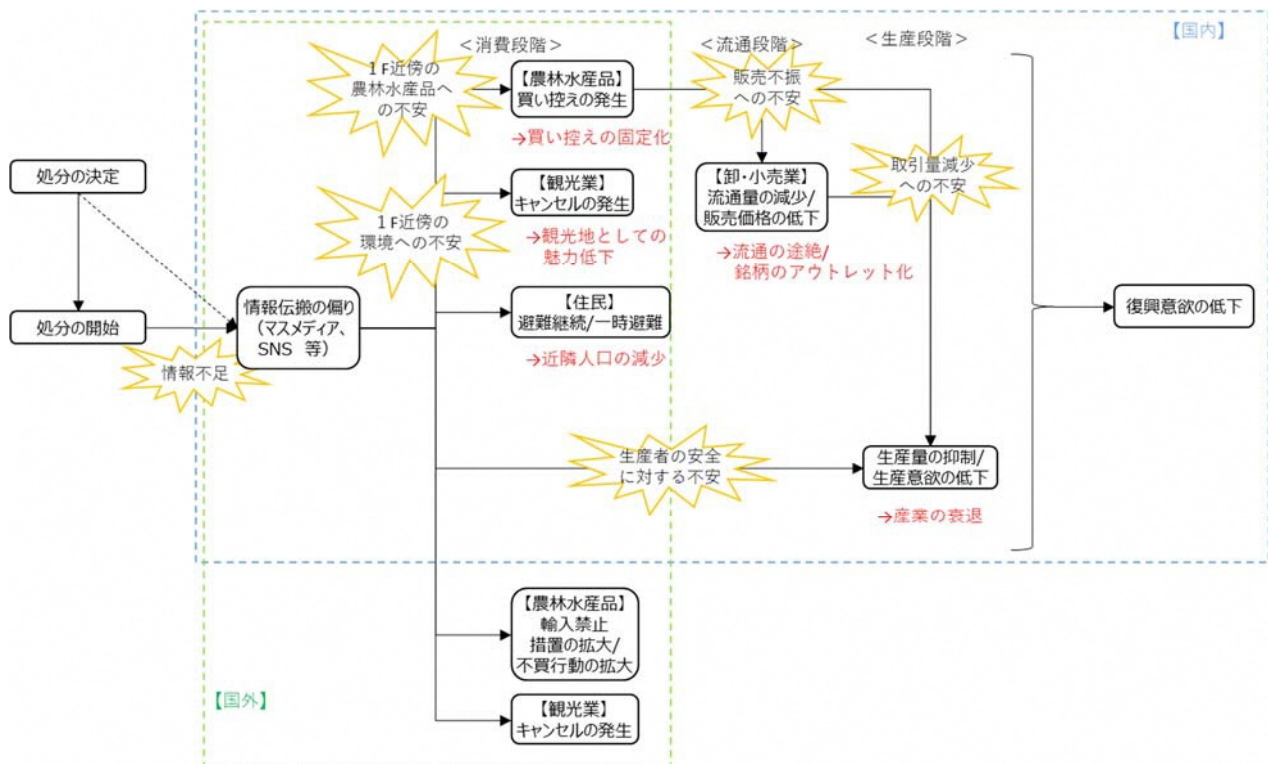 【国内】
＜消費段階＞
＜流通段階＞
＜生産段階＞
１F近傍の
農林水産品へ
の不安
【農林水産品】
買い控えの発生
→買い控えの固定化
販売不振
への不安
処分の決定
【観光業】
キャンセルの発生
→観光地としての
魅力低下
【卸・小売業】
流通量の減少/
販売価格の低下
→流通の途絶/
銘柄のアウトレット化
取引量減少
への不安
１F近傍の
環境への不安
処分の開始
情報伝搬の偏り
（マスメディア、
SNS 等）
情報不足
【住民】
避難継続/一時避難
→近隣人口の減少
復興意欲の低下
生産者の安全
に対する不安
生産量の抑制/
生産意欲の低下
→産業の衰退
【農林水産品】
輸入禁止
措置の拡大/
不買行動の拡大
【国外】
【観光業】
キャンセルの発生